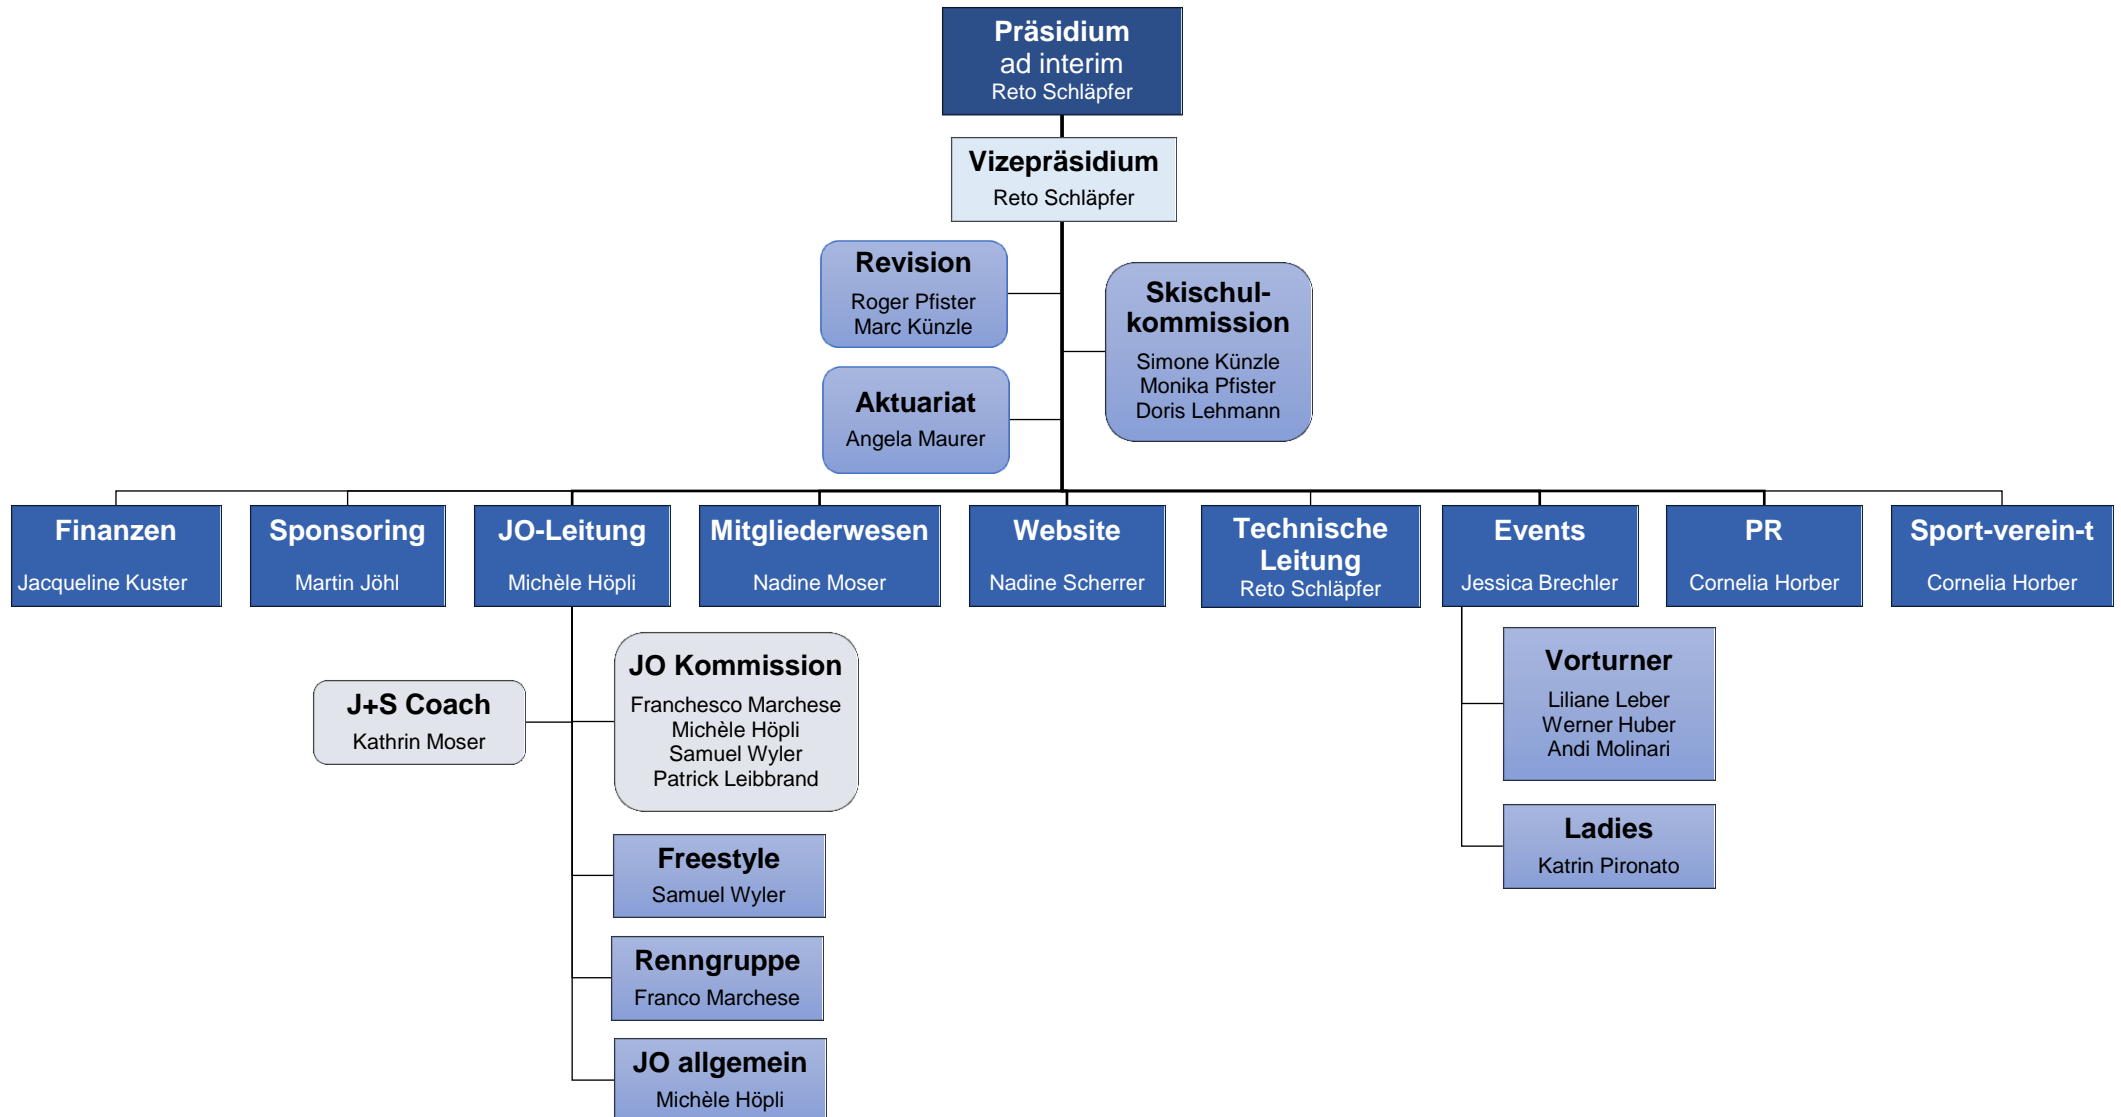 Präsidium
ad interim
Reto Schläpfer
Vizepräsidium
Reto Schläpfer
Revision
Roger Pfister
Marc Künzle
Skischul-
kommission
Simone Künzle
Monika Pfister
Doris Lehmann
Aktuariat
Angela Maurer
Finanzen
Jacqueline Kuster
Sponsoring
Martin Jöhl
JO-Leitung
Michèle Höpli
Mitgliederwesen
Nadine Moser
Website
Nadine Scherrer
Technische
Leitung
Reto Schläpfer
Events
Jessica Brechler
PR
Cornelia Horber
Sport-verein-t
Cornelia Horber
J+S Coach
Kathrin Moser
JO Kommission
Franchesco Marchese
Michèle Höpli
Samuel Wyler
Patrick Leibbrand
Vorturner
Liliane Leber
Werner Huber
Andi Molinari
Ladies
Katrin Pironato
Freestyle
Samuel Wyler
Renngruppe
Franco Marchese
JO allgemein
Michèle Höpli